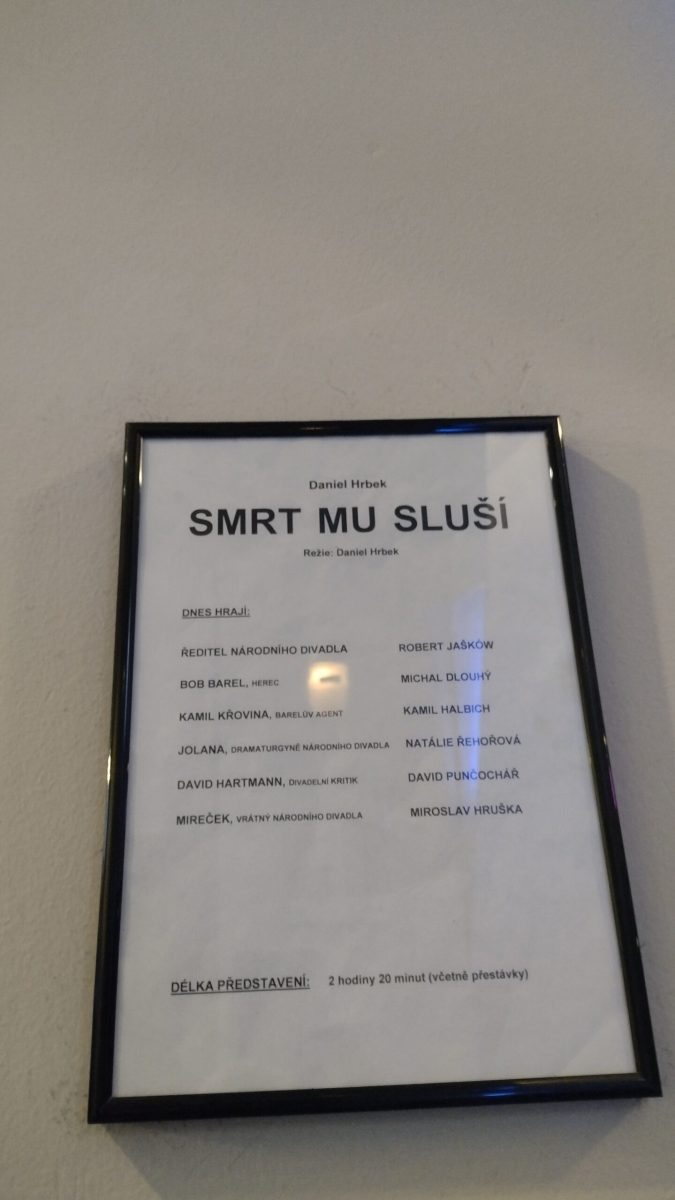 Daniel Hrbek
SMRT MU SLUŠÍ
Režie: Daniel Hrbek
DNES HRAJÍ:
ŘEDITEL NÁRODNÍHO DIVADLA ROBERT JAŠKÓW
BOB BAREL, HEREC MICHAL DLOUHÝ
KAMIL KŘOVINA, BARELŮV AGENT KAMIL HALBICH
JOLANA, DRAMATURGYNĚ NÁRODNÍHO DIVADLA NATÁLIE ŘEHOŘOVÁ
DAVID HARTMANN, DIVADELNÍ KRITIK DAVID PUNČOCHÁŘ
MIREČEK, VRÁTNÝ NÁRODNÍHO DIVADLA MIROSLAV HRUŠKA
DÉLKA PŘEDSTAVENÍ: 2 hodiny 20 minut (včetně přestávky)